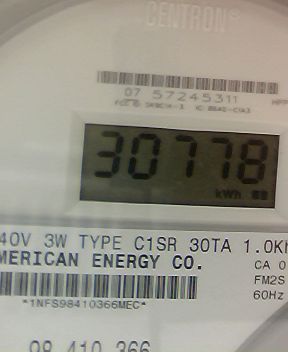 CENTRON®
07 57245311
30778
kWh
40V 3W TYPE C1SR 30TA 1.0Kh
MERICAN ENERGY CO.
CA 0
FM2S
60Hz
*1NFS98410366MEC*
98 410 366